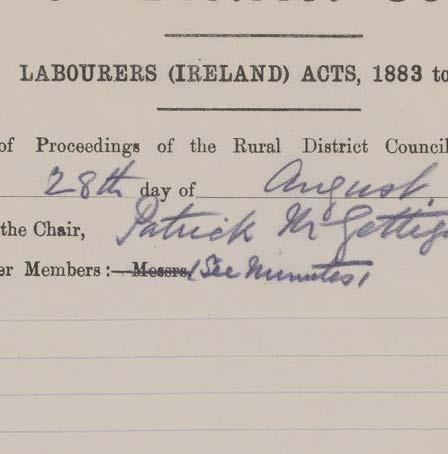 LABOURERS (IRELAND) ACTS, 1883 to
of Proceedings of the Rural District Council
28th day of August,
the Chair, Patrick McGettig
er Members :— Messrs, (See Minutes)